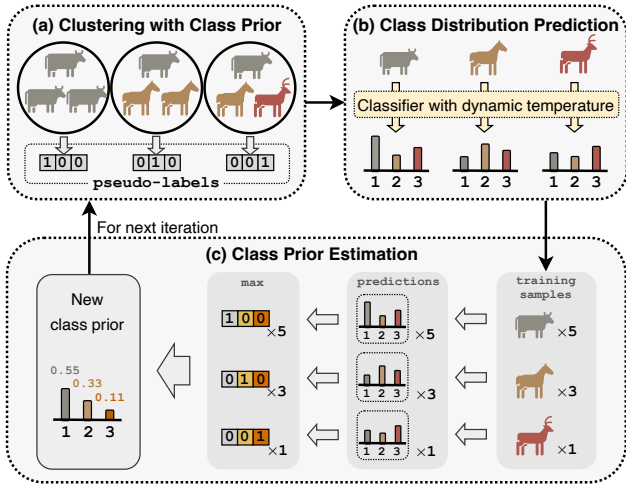 (a) Clustering with Class Prior
1 0 0
0 1 0
0 0 1
pseudo-labels
(b) Class Distribution Prediction
Classifier with dynamic temperature
1 2 3
1 2 3
1 2 3
For next iteration
(c) Class Prior Estimation
New
class prior
0.55
0.33
0.11
1 2 3
max
1 0 0
×5
0 1 0
×3
0 0 1
×1
predictions
1 2 3
×5
1 2 3
×3
1 2 3
×1
training
samples
×5
×3
×1